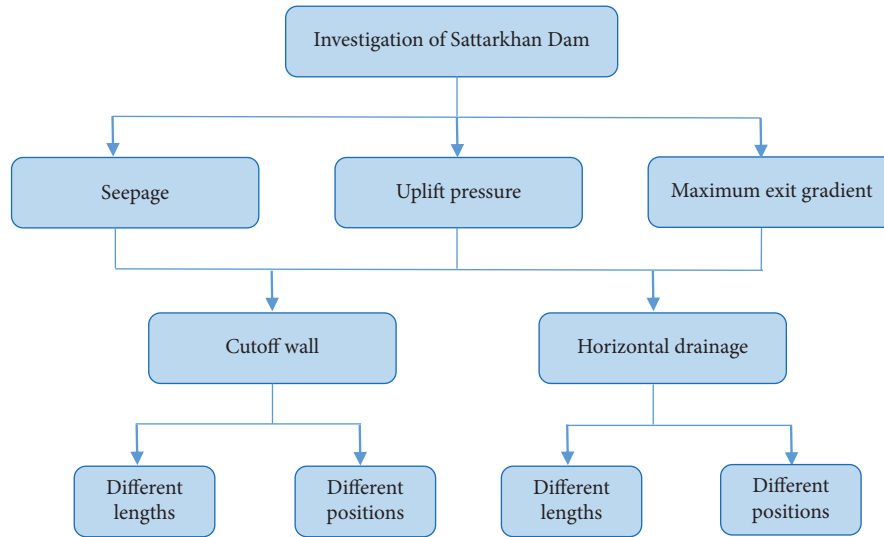 Investigation of Sattarkhan Dam
Seepage
Uplift pressure
Maximum exit gradient
Cutoff wall
Horizontal drainage
Different
lengths
Different
positions
Different
lengths
Different
positions